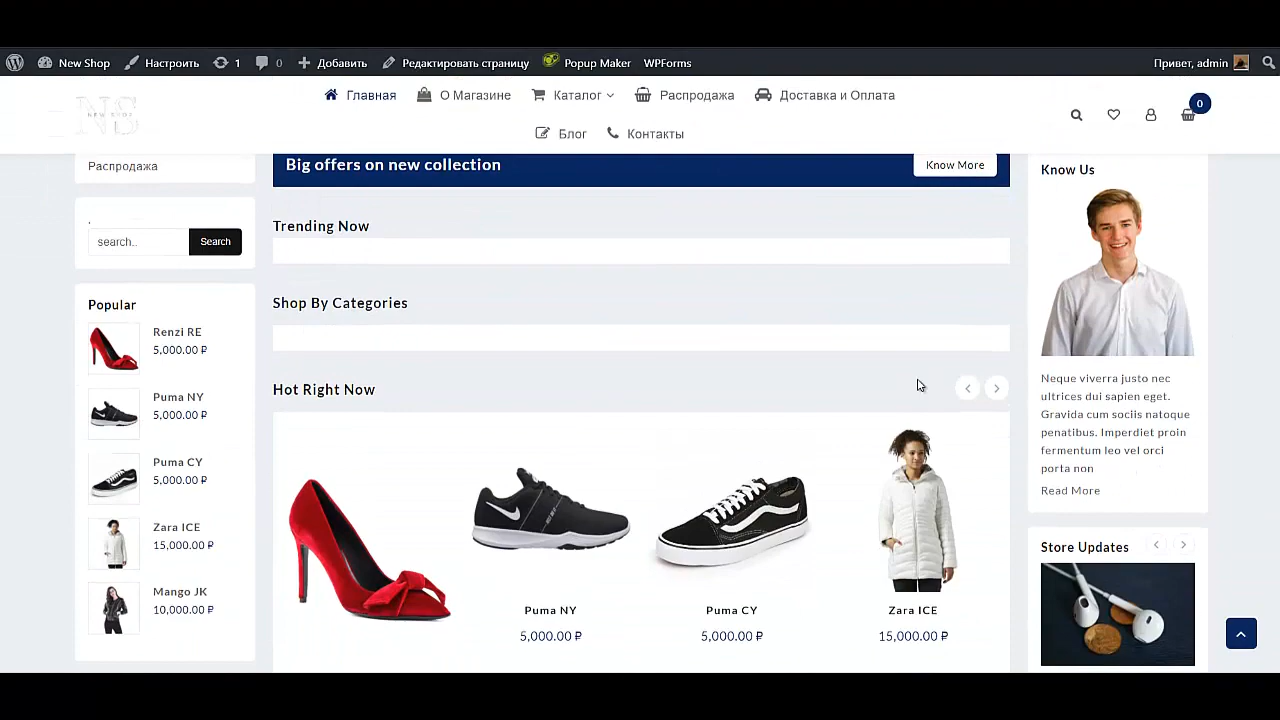 New Shop
Настроить
1
0
Добавить
Редактировать страницу
Popup Maker
WPForms
Привет, admin
NS
NEW SHOP
Главная
О Магазине
Каталог
Распродажа
Доставка и Оплата
Блог
Контакты
0
Распродажа
.
search..
Search
Popular
Renzi RE
5,000.00 ₽
Puma NY
5,000.00 ₽
Puma CY
5,000.00 ₽
Zara ICE
15,000.00 ₽
Mango JK
10,000.00 ₽
Big offers on new collection
Know More
Trending Now
Shop By Categories
Hot Right Now
Puma NY
5,000.00 ₽
Puma CY
5,000.00 ₽
Zara ICE
15,000.00 ₽
Know Us
Neque viverra justo nec
ultrices dui sapien eget.
Gravida cum sociis natoque
penatibus. Imperdiet proin
fermentum leo vel orci
porta non
Read More
Store Updates